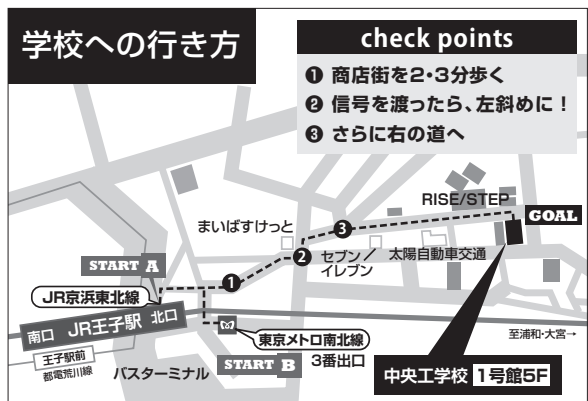 学校への行き方
check points
❶ 商店街を2・3分歩く
❷ 信号を渡ったら、左斜めに！
❸ さらに右の道へ
RISE/STEP
GOAL
まいばすけっと
❸
❷
セブン／
イレブン
太陽自動車交通
START A
❶
JR京浜東北線
南口 JR王子駅 北口
王子駅前
都電荒川線
バスターミナル
東京メトロ南北線
START B
3番出口
至浦和・大宮→
中央工学校 1号館5F